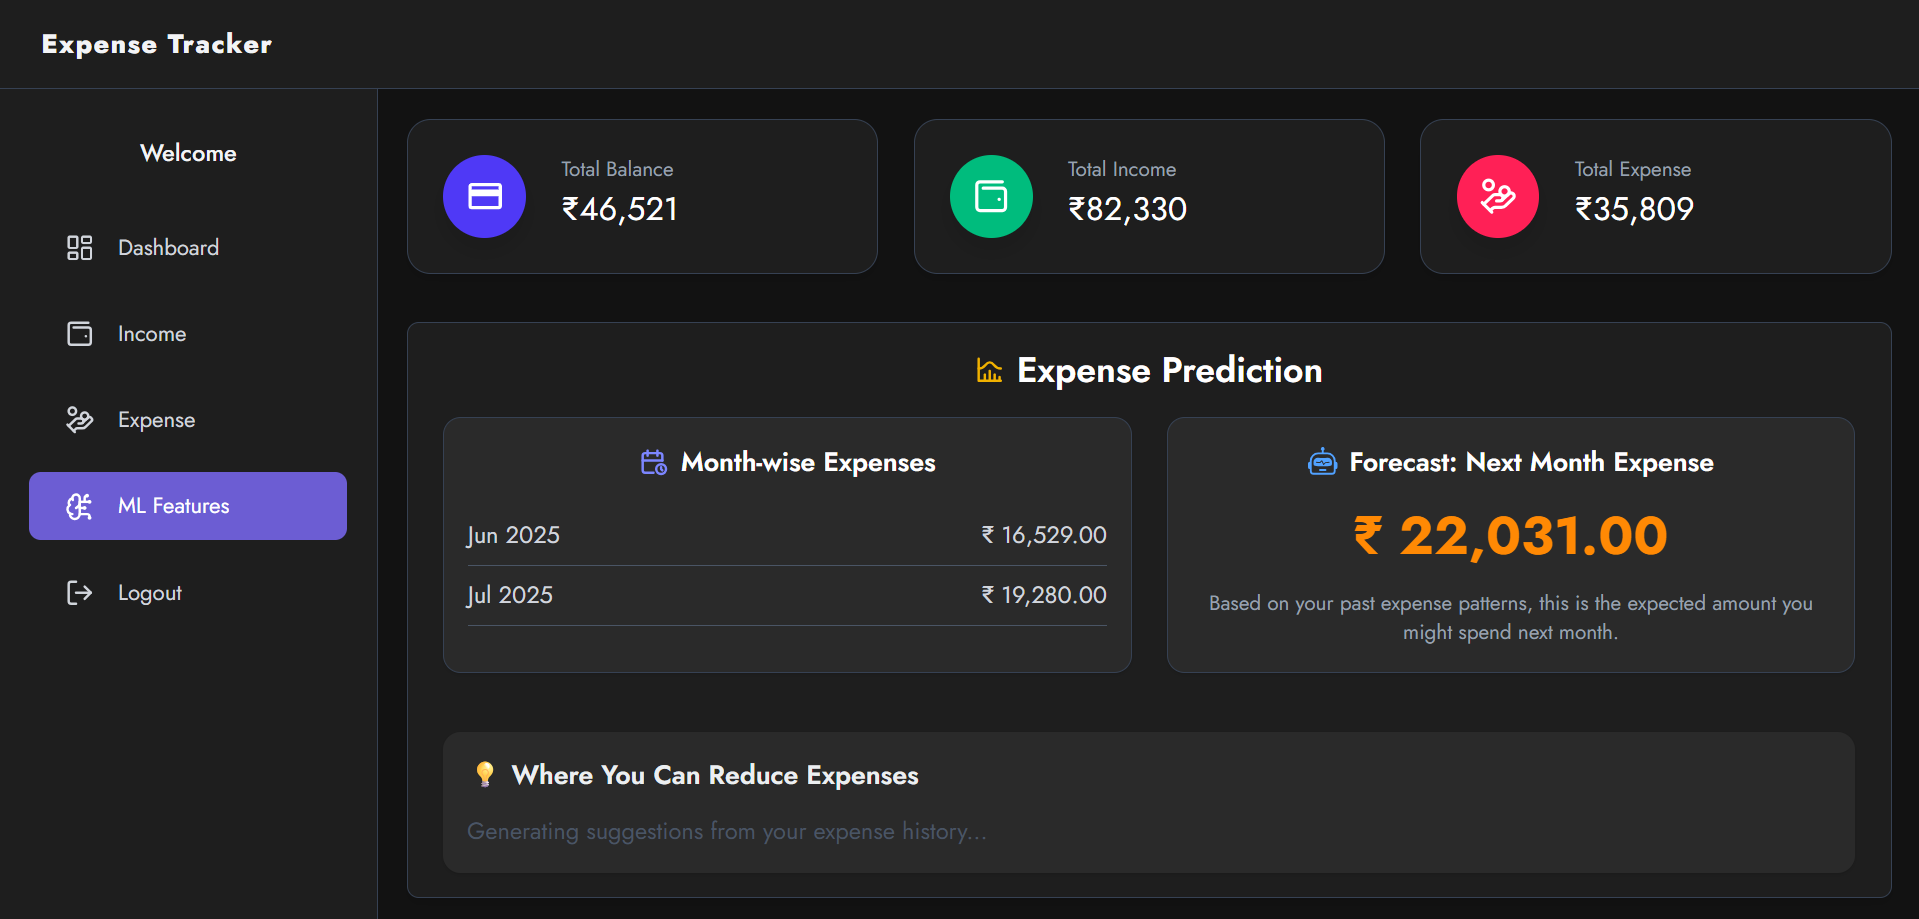 Expense Tracker
Welcome
Dashboard
Income
Expense
ML Features
Logout
Total Balance
₹46,521
Total Income
₹82,330
Total Expense
₹35,809
Expense Prediction
Month-wise Expenses
Jun 2025 ₹ 16,529.00
Jul 2025 ₹ 19,280.00
Forecast: Next Month Expense
₹ 22,031.00
Based on your past expense patterns, this is the expected amount you
might spend next month.
💡 Where You Can Reduce Expenses
Generating suggestions from your expense history...